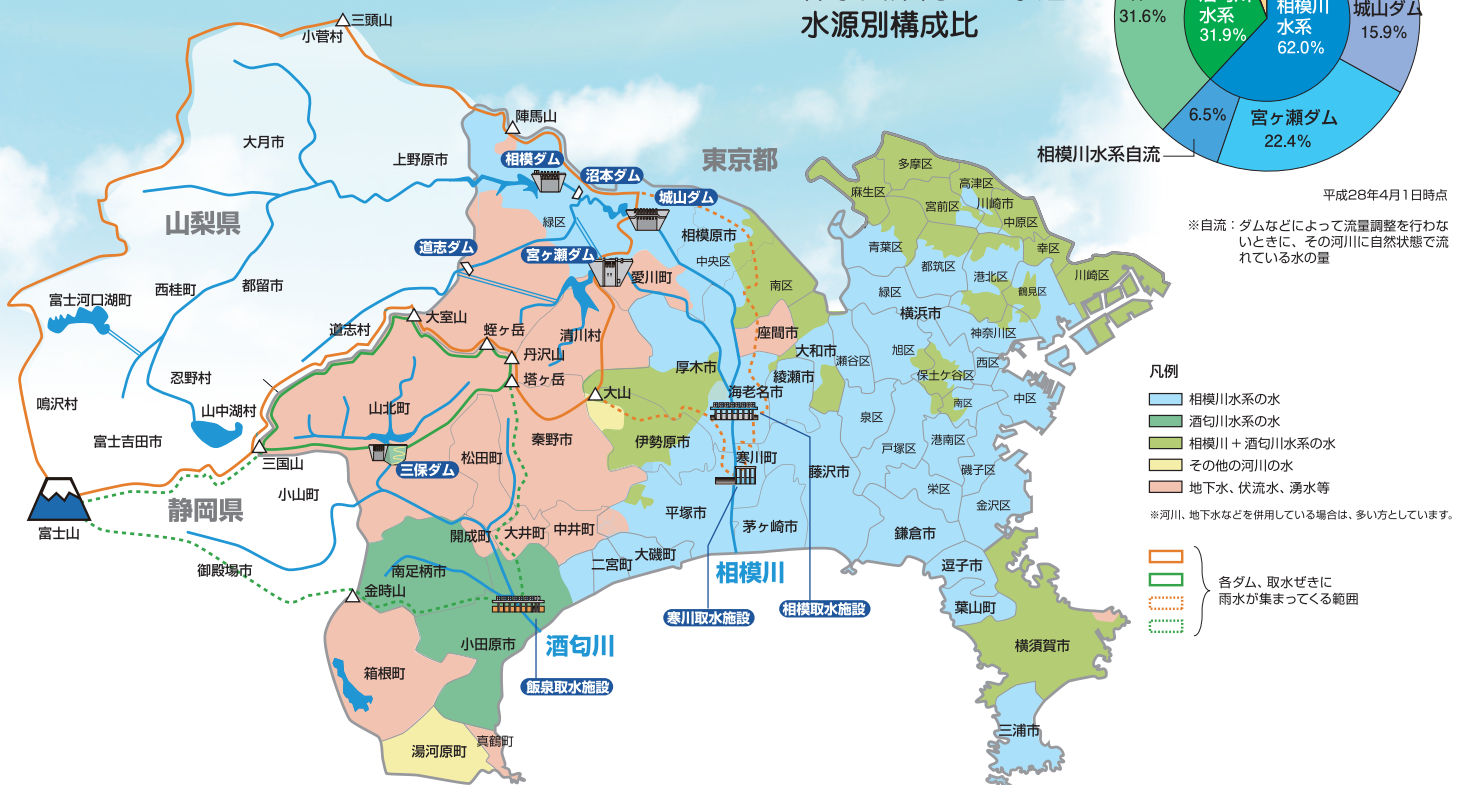 水源別構成比
31.6%
水系
31.9%
相模川
水系
62.0%
城山ダム
15.9%
6.5%
宮ヶ瀬ダム
22.4%
相模川水系自流
平成28年4月1日時点
※自流：ダムなどによって流量調整を行わな
いときに、その河川に自然状態で流
れている水の量
三頭山
小菅村
大月市
上野原市
陣馬山
相模ダム
沼本ダム
城山ダム
東京都
山梨県
緑区
相模原市
中央区
南区
道志ダム
宮ヶ瀬ダム
愛川町
富士河口湖町
西桂町
都留市
道志村
大室山
蛭ヶ岳
丹沢山
塔ヶ岳
清川村
座間市
大和市
厚木市
綾瀬市
海老名市
大山
忍野村
鳴沢村
山中湖村
富士吉田市
三国山
山北町
三保ダム
松田町
秦野市
伊勢原市
寒川町
藤沢市
富士山
静岡県
小山町
御殿場市
金時山
開成町
大井町
中井町
平塚市
茅ヶ崎市
二宮町
大磯町
南足柄市
小田原市
箱根町
湯河原町
真鶴町
酒匂川
飯泉取水施設
相模川
寒川取水施設
相模取水施設
多摩区
麻生区
高津区
川崎市
宮前区
中原区
幸区
川崎区
青葉区
都筑区
港北区
鶴見区
緑区
横浜市
神奈川区
旭区
西区
瀬谷区
保土ケ谷区
南区
中区
泉区
戸塚区
港南区
磯子区
栄区
金沢区
鎌倉市
逗子市
葉山町
横須賀市
三浦市
凡例
相模川水系の水
酒匂川水系の水
相模川＋酒匂川水系の水
その他の河川の水
地下水、伏流水、湧水等
※河川、地下水などを併用している場合は、多い方としています。
各ダム、取水ぜきに
雨水が集まってくる範囲